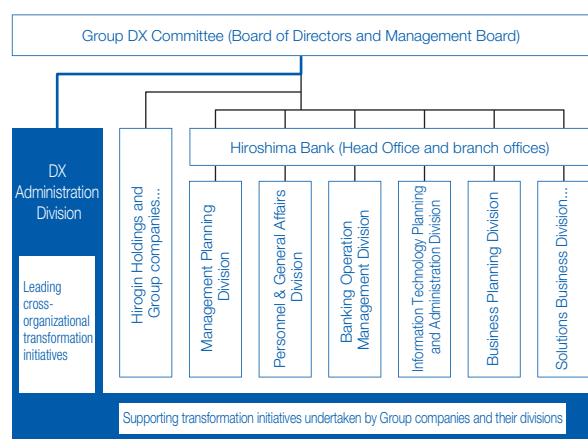 Group DX Committee (Board of Directors and Management Board)
DX
Administration
Division
Leading
cross-
organizational
transformation
initiatives
Hirogin Holdings and
Group companies...
Hiroshima Bank (Head Office and branch offices)
Management Planning
Division
Personnel & General Affairs
Division
Banking Operation
Management Division
Information Technology Planning
and Administration Division
Business Planning Division
Solutions Business Division...
Supporting transformation initiatives undertaken by Group companies and their divisions